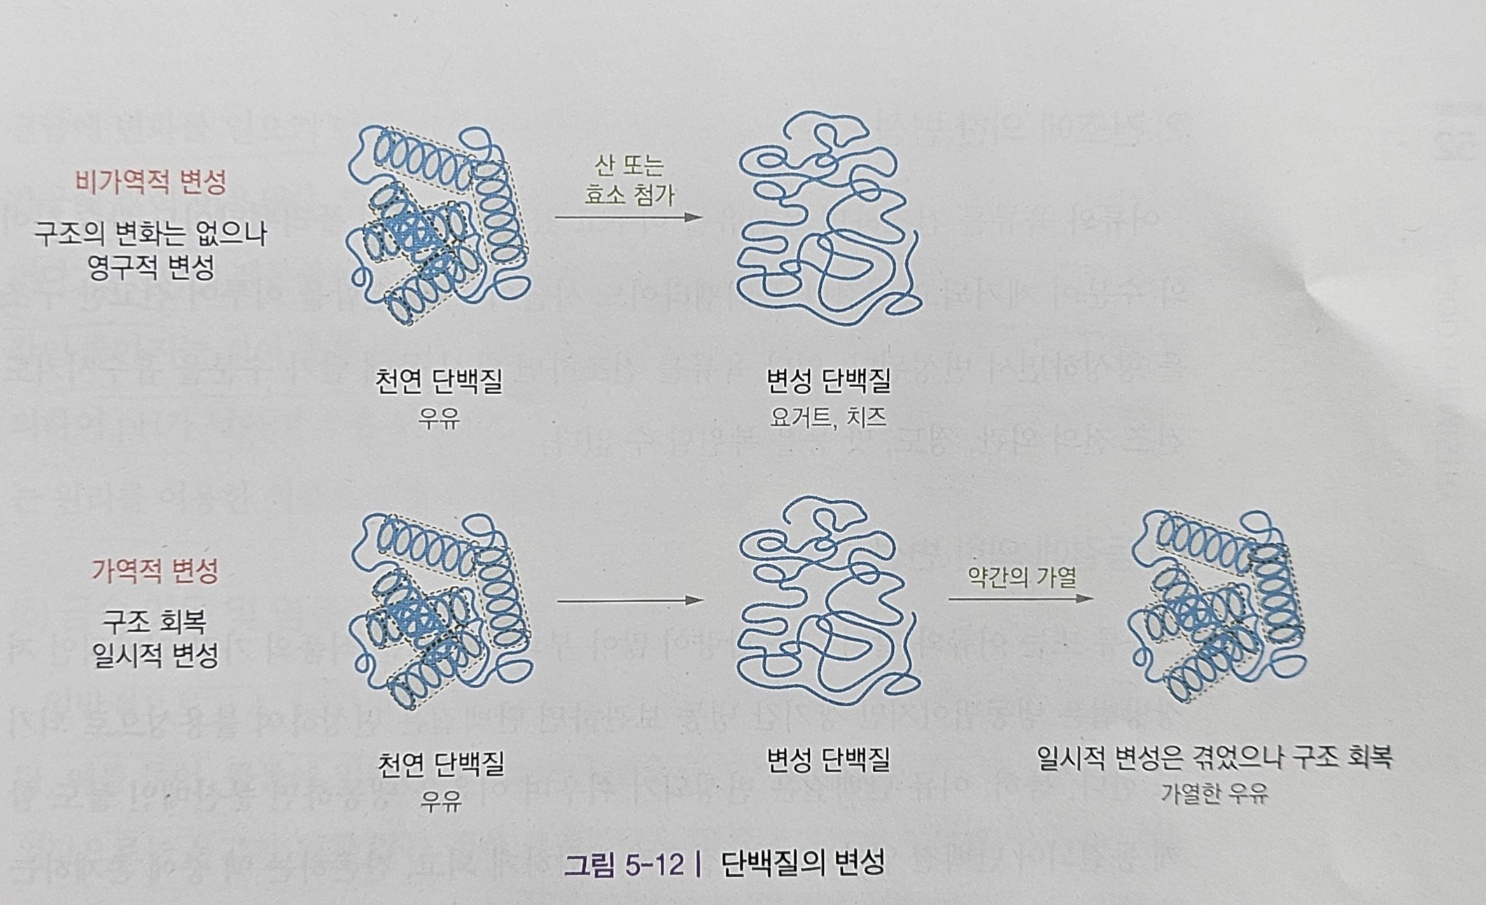 비가역적 변성
구조의 변화는 없으나
영구적 변성
산 또는
효소 첨가
천연 단백질
우유
변성 단백질
요거트, 치즈
가역적 변성
구조 회복
일시적 변성
약간의 가열
천연 단백질
우유
변성 단백질
일시적 변성은 겪었으나 구조 회복
가열한 우유
그림 5-12 | 단백질의 변성